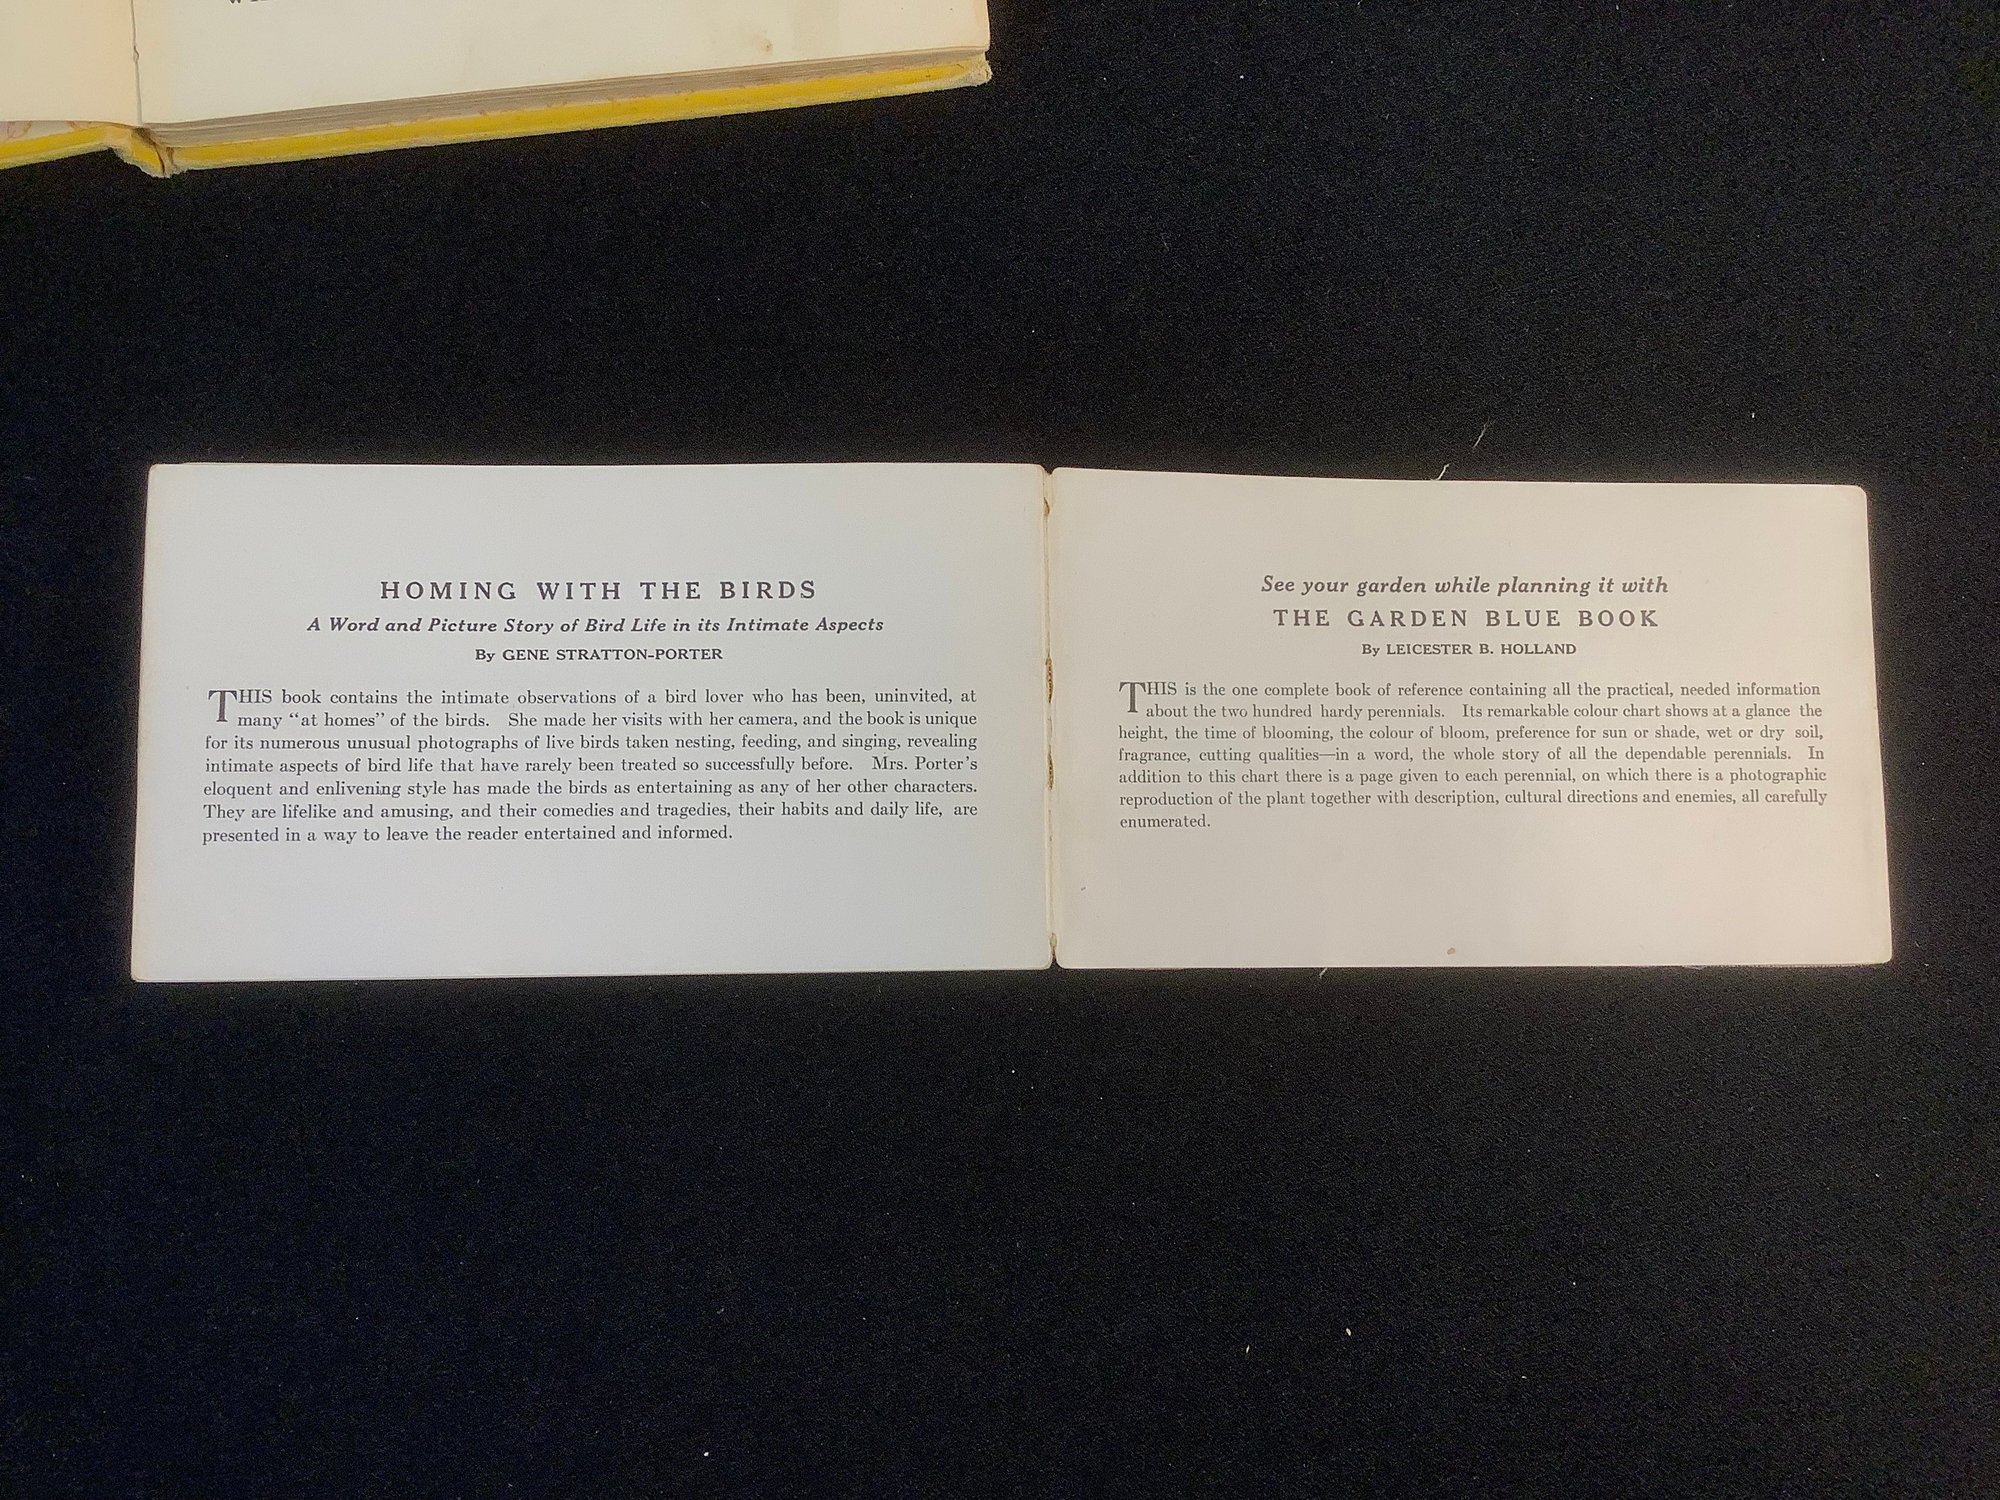 HOMING WITH THE BIRDS
A Word and Picture Story of Bird Life in its Intimate Aspects
By GENE STRATTON-PORTER
THIS book contains the intimate observations of a bird lover who has been, uninvited, at
many “at homes” of the birds. She made her visits with her camera, and the book is unique
for its numerous unusual photographs of live birds taken nesting, feeding, and singing, revealing
intimate aspects of bird life that have rarely been treated so successfully before. Mrs. Porter’s
eloquent and enlivening style has made the birds as entertaining as any of her other characters.
They are lifelike and amusing, and their comedies and tragedies, their habits and daily life, are
presented in a way to leave the reader entertained and informed.
See your garden while planning it with
THE GARDEN BLUE BOOK
By LEICESTER B. HOLLAND
THIS is the one complete book of reference containing all the practical, needed information
about the two hundred hardy perennials. Its remarkable colour chart shows at a glance the
height, the time of blooming, the colour of bloom, preference for sun or shade, wet or dry soil,
fragrance, cutting qualities—in a word, the whole story of all the dependable perennials. In
addition to this chart there is a page given to each perennial, on which there is a photographic
reproduction of the plant together with description, cultural directions and enemies, all carefully
enumerated.